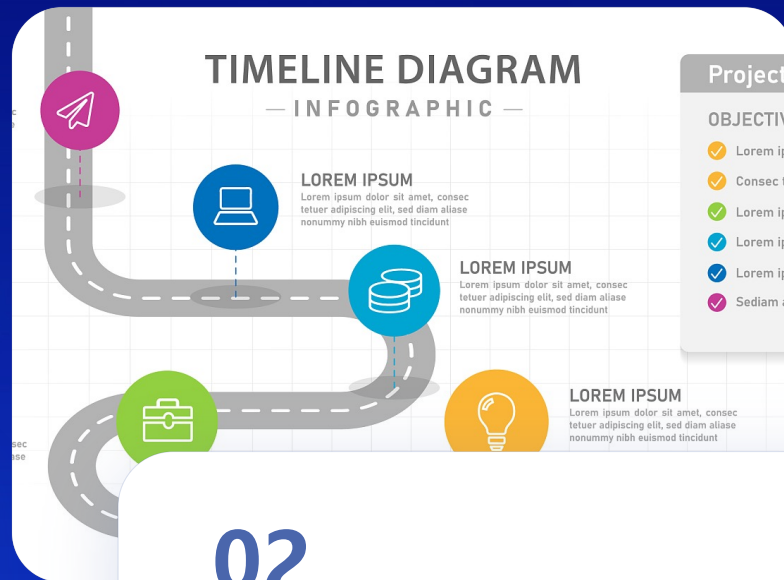 TIMELINE DIAGRAM
INFOGRAPHIC
LOREM IPSUM
Lorem ipsum dolor sit amet, consec
tetuer adipiscing elit, sed diam aliase
nonummy nibh euismod tincidunt
LOREM IPSUM
Lorem ipsum dolor sit amet, consec
tetuer adipiscing elit, sed diam aliase
nonummy nibh euismod tincidunt
LOREM IPSUM
Lorem ipsum dolor sit amet, consec
tetuer adipiscing elit, sed diam aliase
nonummy nibh euismod tincidunt
Project
OBJECTIV
Lorem ip
Consec t
Lorem ip
Lorem ip
Lorem ip
Sediam a
sec
ase
02